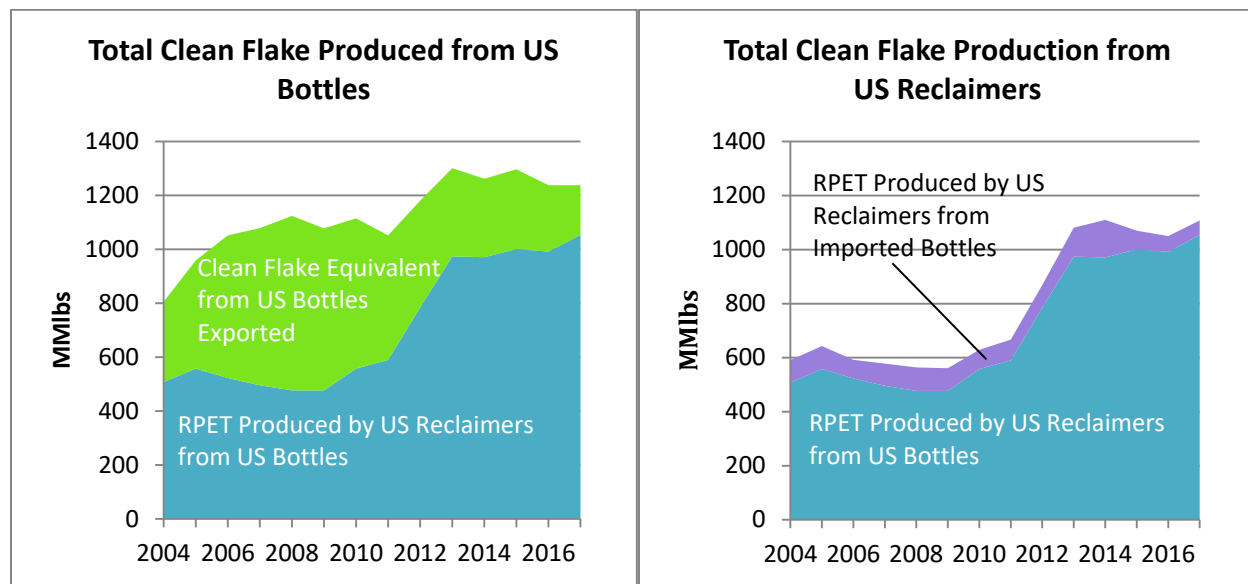 Total Clean Flake Produced from US
Bottles
MMlbs
1400
1200
1000
800
600
400
200
0
Clean Flake Equivalent
from US Bottles
Exported
RPET Produced by US Reclaimers
from US Bottles
2004 2006 2008 2010 2012 2014 2016
Total Clean Flake Production from
US Reclaimers
MMlbs
1400
1200
1000
800
600
400
200
0
RPET Produced by US
Reclaimers from
Imported Bottles
RPET Produced by US Reclaimers
from US Bottles
2004 2006 2008 2010 2012 2014 2016